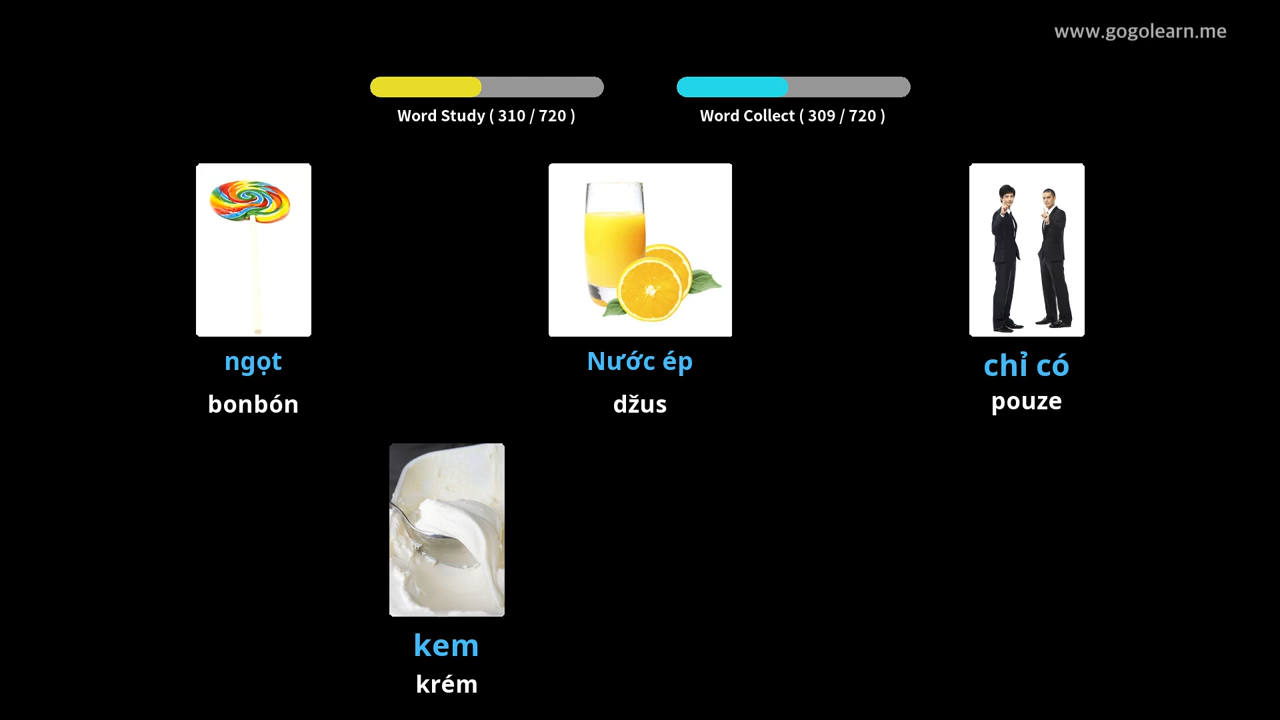 www.gogolearn.me
Word Study ( 310 / 720 )
Word Collect ( 309 / 720 )
ngọt
bonbón
Nước ép
džus
chỉ có
pouze
kem
krém